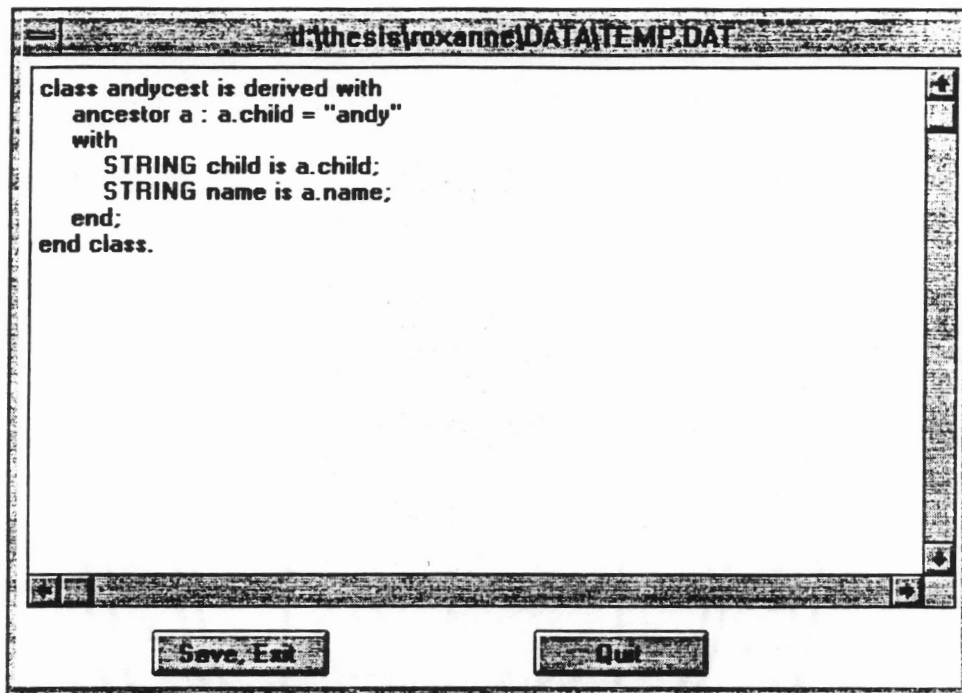 d:\thesis\roxanne\DATA\TEMP.DAT
class andycest is derived with
ancestor a : a.child = "andy"
with
STRING child is a.child;
STRING name is a.name;
end;
end class.
Save, Exit
Quit